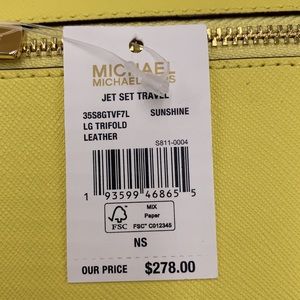 MICHAEL
MICHAEL KORS
JET SET TRAVEL
35S8GTVF7L SUNSHINE
LG TRIFOLD
LEATHER
S811-0004
1 93599 46865 5
FSC
MIX
Paper
FSC® C012345
NS
OUR PRICE $278.00